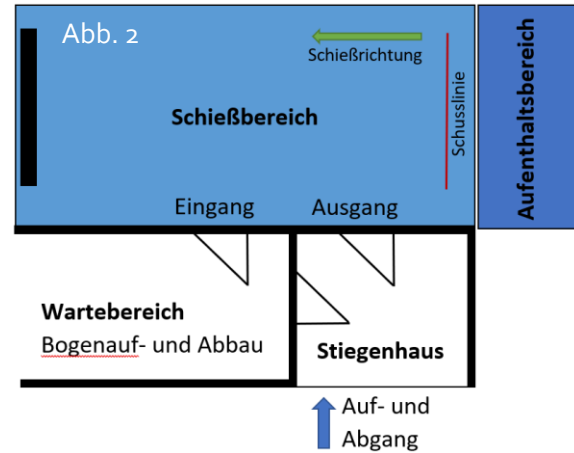 Abb. 2
Schießrichtung
Schießbereich
Schusslinie
Aufenthaltsbereich
Eingang
Ausgang
Wartebereich
Bogenauf- und Abbau
Stiegenhaus
Auf- und
Abgang